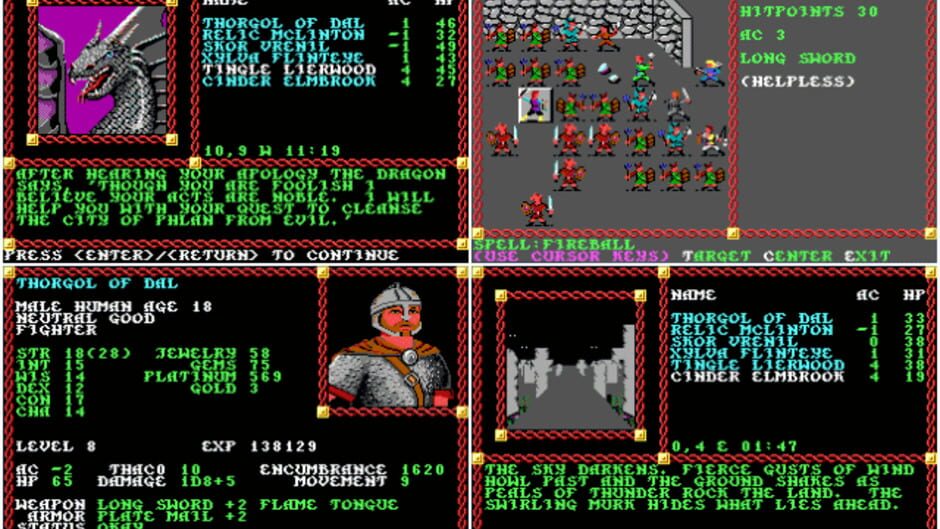 NAME AC HP
THORGOL OF DAL 1 46
RELIC MCLINTON -1 32
SKOR VRENIL -1 49
XYLVA FLINTEYE 1 43
TINGLE LIERWOOD 4 45
CINDER ELMBROOK 4 27
10,9 W 11:19
AFTER HEARING YOUR APOLOGY THE DRAGON
SAYS, 'THOUGH YOU ARE FOOLISH I
BELIEVE YOUR ACTS ARE NOBLE. I WILL
HELP YOU WITH YOUR QUEST TO CLEANSE
THE CITY OF PHLAN FROM EVIL.'
PRESS <ENTER>/<RETURN> TO CONTINUE
HITPOINTS 30
AC 3
LONG SWORD
(HELPLESS)
SPELL:FIREBALL
(USE CURSOR KEYS) TARGET CENTER EXIT
THORGOL OF DAL
MALE HUMAN AGE 18
NEUTRAL GOOD
FIGHTER
STR 18(28) JEWELRY 58
INT 15 GEMS 75
WIS 14 PLATINUM 569
DEX 12 GOLD 3
CON 17
CHA 14
LEVEL 8 EXP 138129
AC -2 THAC0 10 ENCUMBRANCE 1620
HP 65 DAMAGE 1D8+5 MOVEMENT 9
WEAPON LONG SWORD +2 FLAME TONGUE
ARMOR PLATE MAIL +2
STATUS OKAY
NAME AC HP
THORGOL OF DAL 1 33
RELIC MCLINTON -1 27
SKOR VRENIL 0 38
XYLVA FLINTEYE 1 31
TINGLE LIERWOOD 4 38
CINDER ELMBROOK 4 19
0,4 E 01:47
THE SKY DARKENS. FIERCE GUSTS OF WIND
HOWL PAST AND THE GROUND SHAKES AS
PEALS OF THUNDER ROCK THE LAND. THE
SWIRLING MURK HIDES WHAT LIES AHEAD.